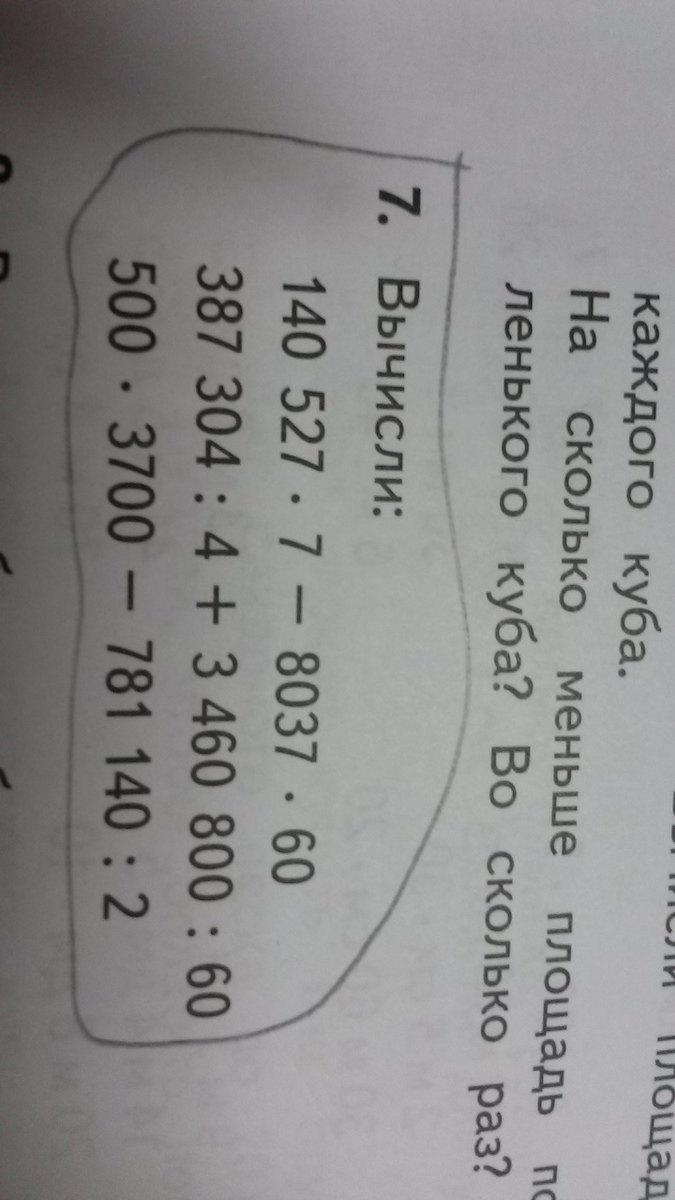 каждого куба.
На сколько меньше площадь
ленького куба? Во сколько раз?
7. Вычисли:
140 527 · 7 − 8037 · 60
387 304 : 4 + 3 460 800 : 60
500 · 3700 − 781 140 : 2